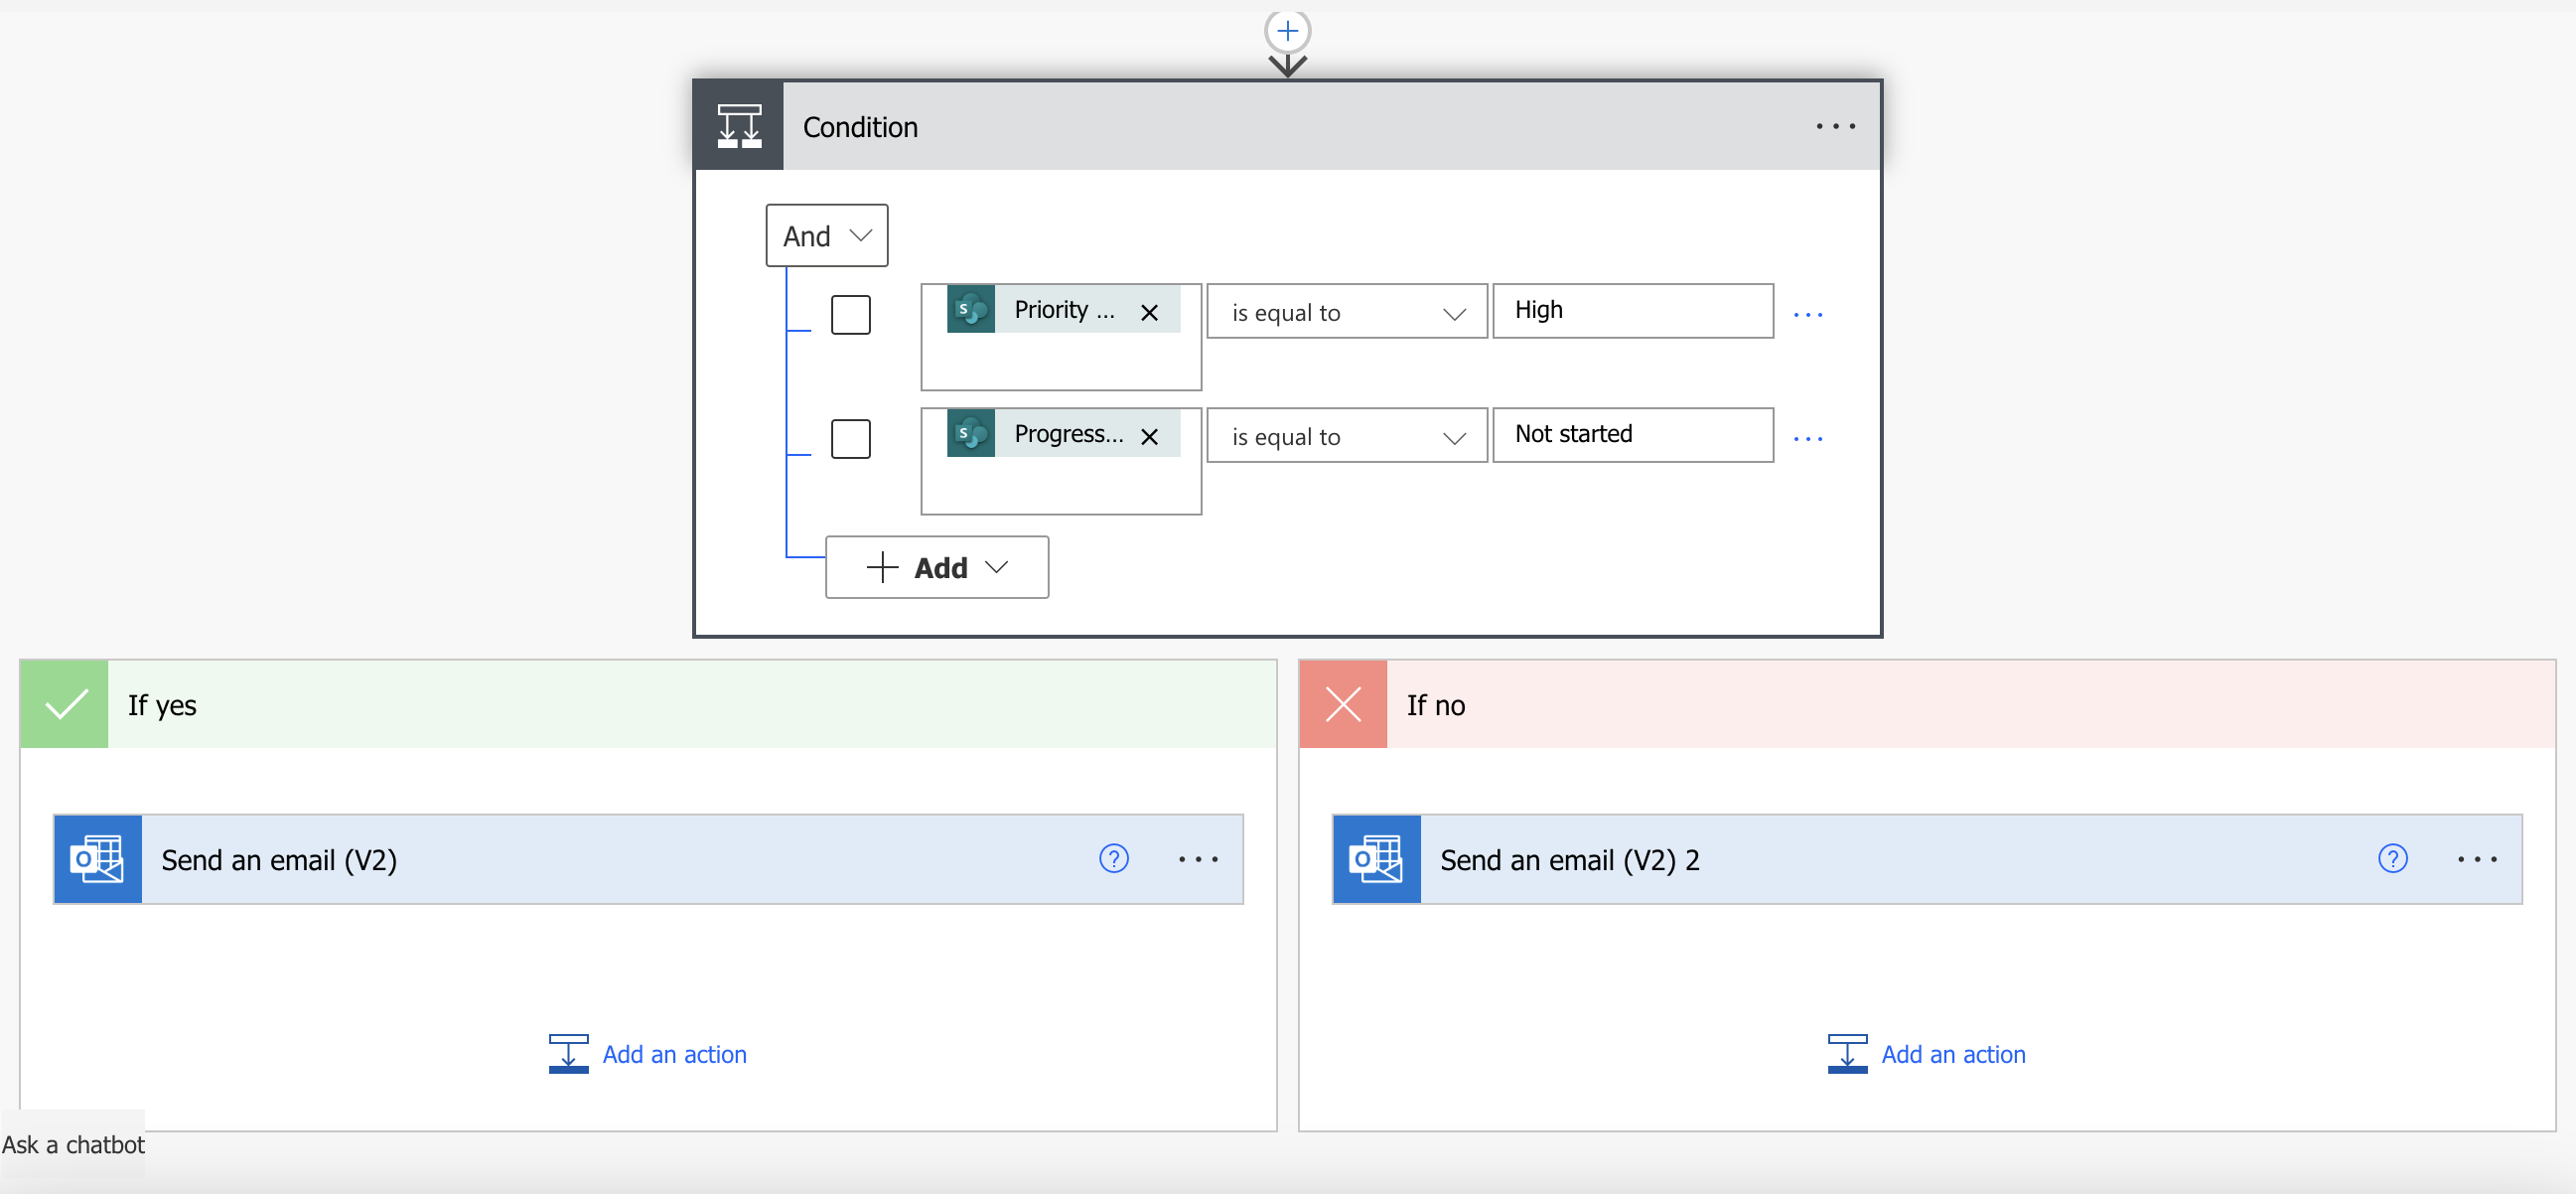 Condition
And
Priority ...
is equal to
High
Progress...
is equal to
Not started
Add
If yes
If no
Send an email (V2)
Send an email (V2) 2
Add an action
Add an action
Ask a chatbot